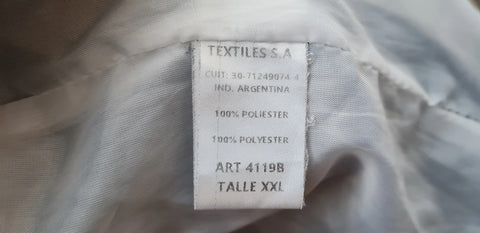 TEXTILES S.A
CUIT: 30-71249074-4
IND. ARGENTINA
100% POLIESTER
100% POLYESTER
ART 4119B
TALLE XXL